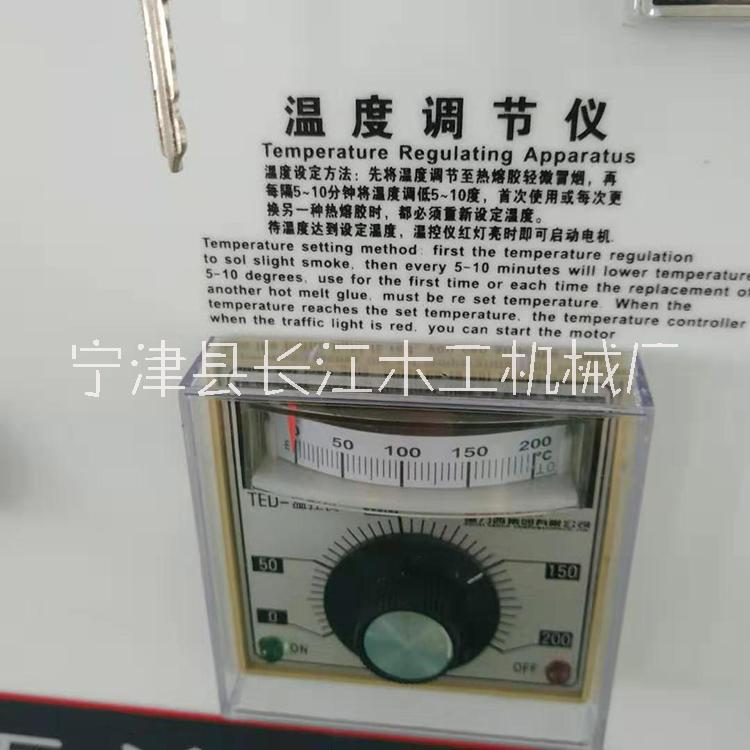 温度调节仪
Temperature Regulating Apparatus
温度设定方法：先将温度调节至热熔胶轻微冒烟，再
每隔5~10分钟将温度调低5~10度，首次使用或每次更
换另一种热熔胶时，都必须重新设定温度。
待温度达到设定温度，温控仪红灯亮时即可启动电机.
Temperature setting method: first the temperature regulation
to sol slight smoke, then every 5-10 minutes will lower temperature
5-10 degrees, use for the first time or each time the replacement of
another hot melt glue, must be re set temperature. When the
temperature reaches the set temperature, the temperature controller
when the traffic light is red, you can start the motor
宁津县长江木工机械厂
0 50 100 150 200
°C
TED-
50 150
0 200
ON OFF